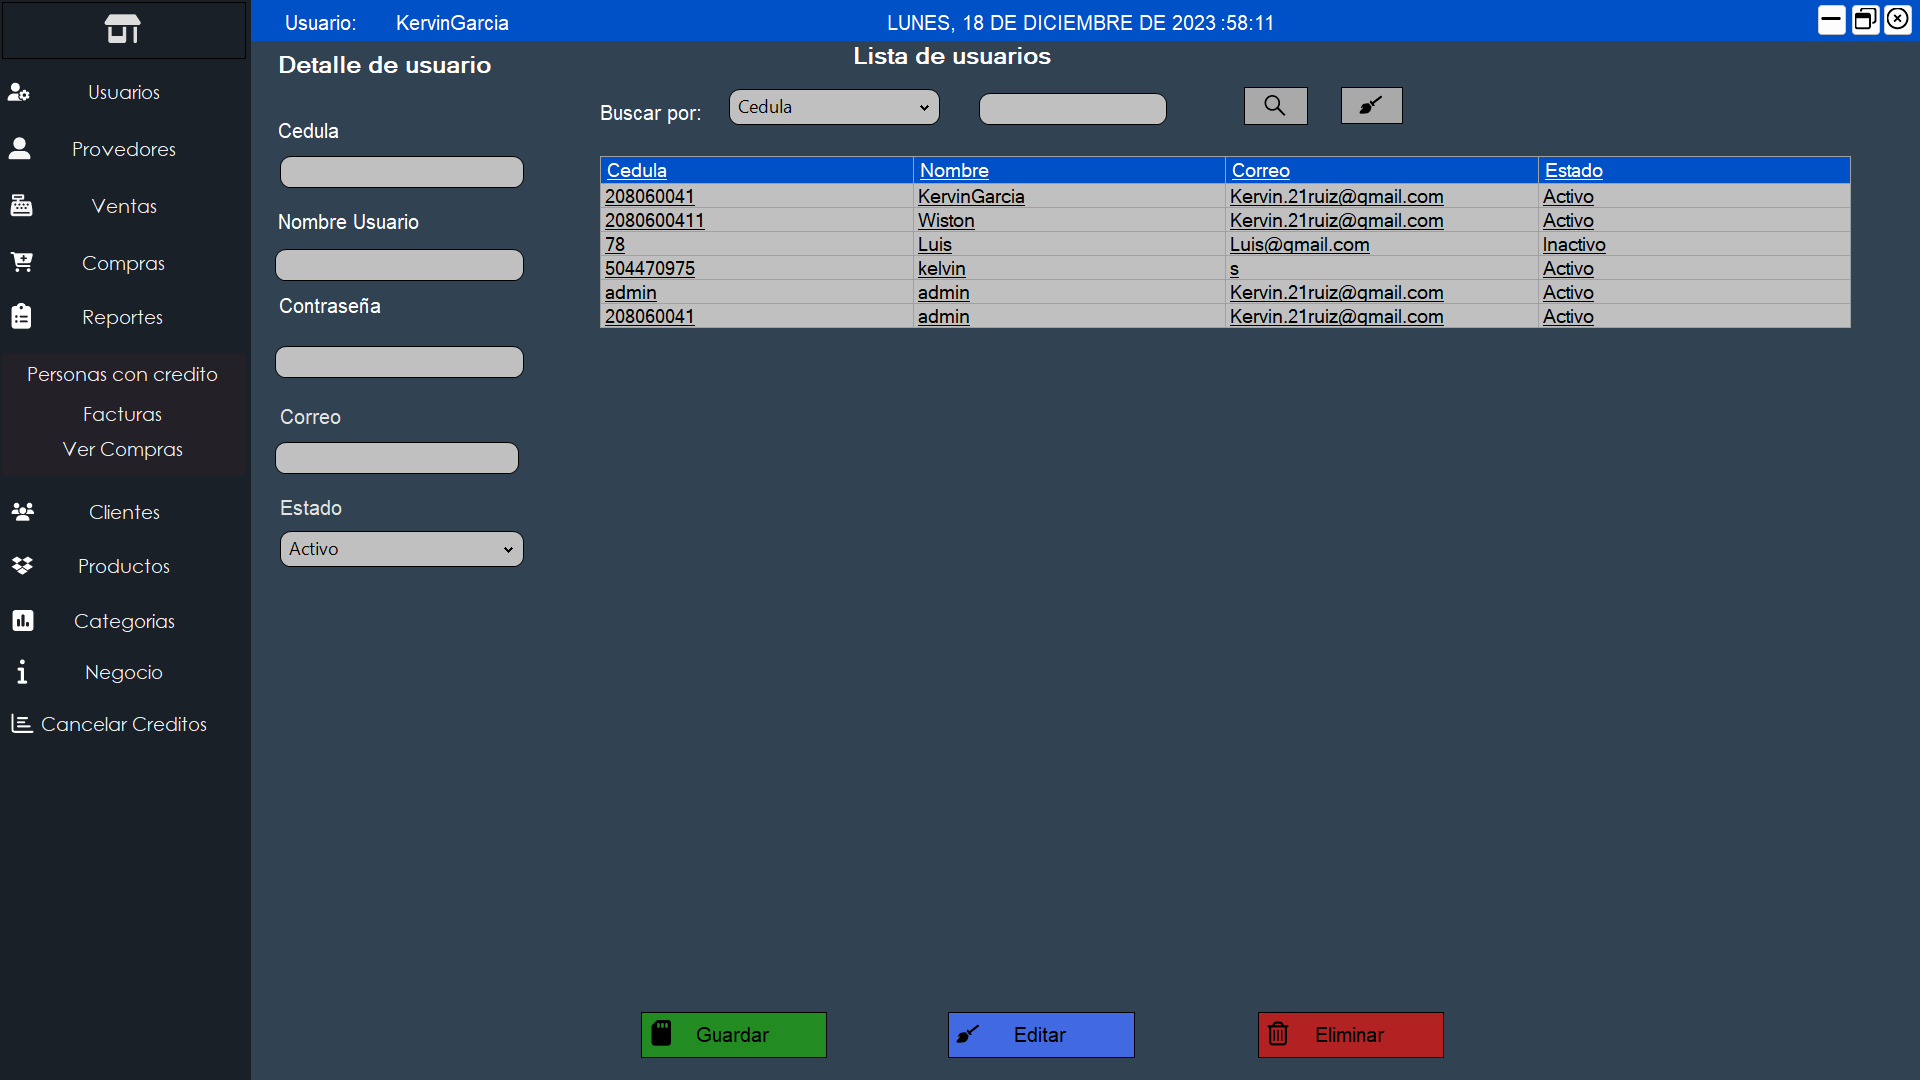 Usuario: KervinGarcia LUNES, 18 DE DICIEMBRE DE 2023 :58:11
Usuarios
Provedores
Ventas
Compras
Reportes
Personas con credito
Facturas
Ver Compras
Clientes
Productos
Categorias
Negocio
Cancelar Creditos
Detalle de usuario
Cedula
Nombre Usuario
Contraseña
Correo
Estado
Activo
Lista de usuarios
Buscar por: Cedula
Cedula Nombre Correo Estado
208060041 KervinGarcia Kervin.21ruiz@gmail.com Activo
2080600411 Wiston Kervin.21ruiz@gmail.com Activo
78 Luis Luis@gmail.com Inactivo
504470975 kelvin s Activo
admin admin Kervin.21ruiz@gmail.com Activo
208060041 admin Kervin.21ruiz@gmail.com Activo
Guardar Editar Eliminar